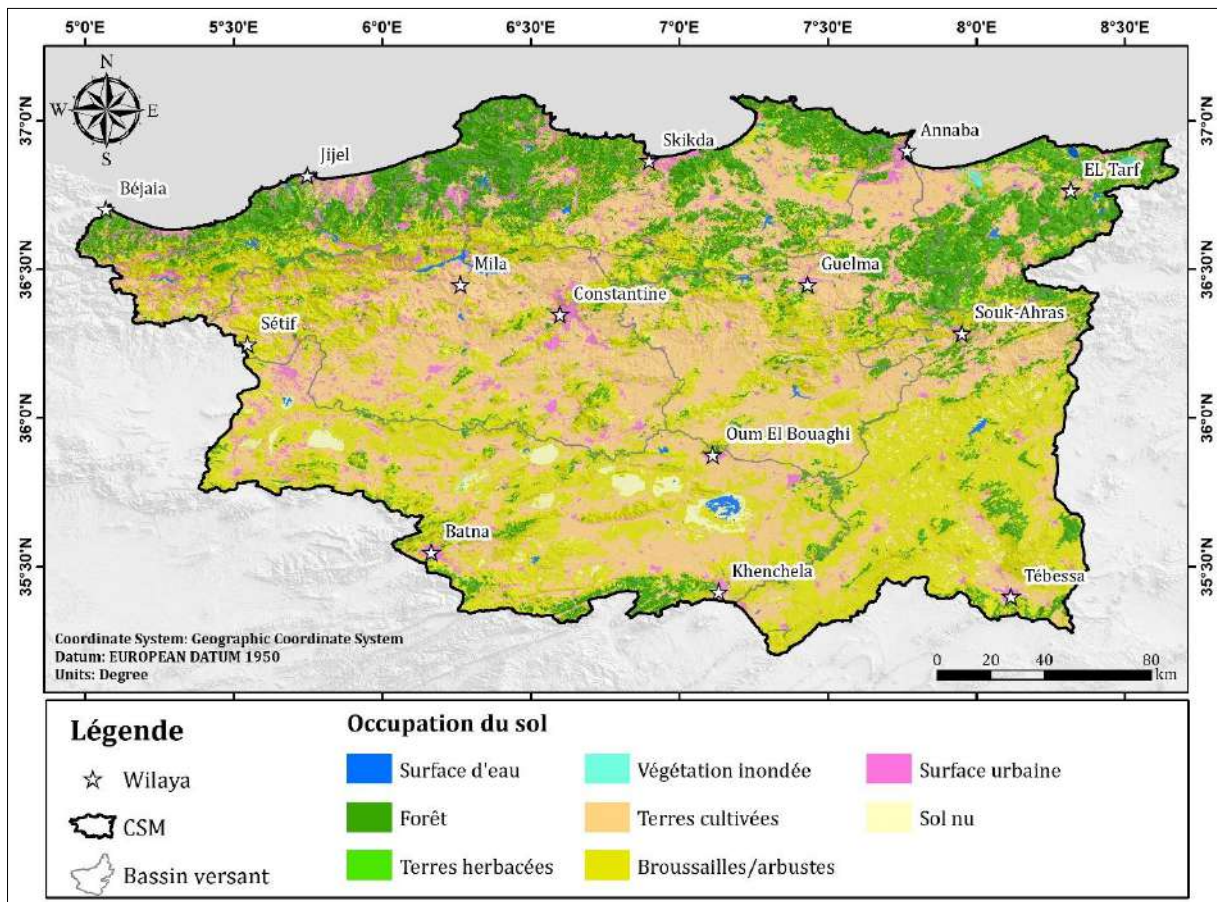 5°0'E 5°30'E 6°0'E 6°30'E 7°0'E 7°30'E 8°0'E 8°30'E
N
W E
S
37°0'N 37°0'N
Annaba
Skikda
Jijel
EL Tarf
Béjaia
36°30'N 36°30'N
Mila
Guelma
Constantine
Souk-Ahras
Sétif
36°0'N 36°0'N
Oum El Bouaghi
Batna
35°30'N 35°30'N
Khenchela
Tébessa
Coordinate System: Geographic Coordinate System
Datum: EUROPEAN DATUM 1950
Units: Degree
0 20 40 80
km
Légende
Wilaya
CSM
Bassin versant
Occupation du sol
Surface d'eau
Végétation inondée
Surface urbaine
Forêt
Terres cultivées
Sol nu
Terres herbacées
Broussailles/arbustes